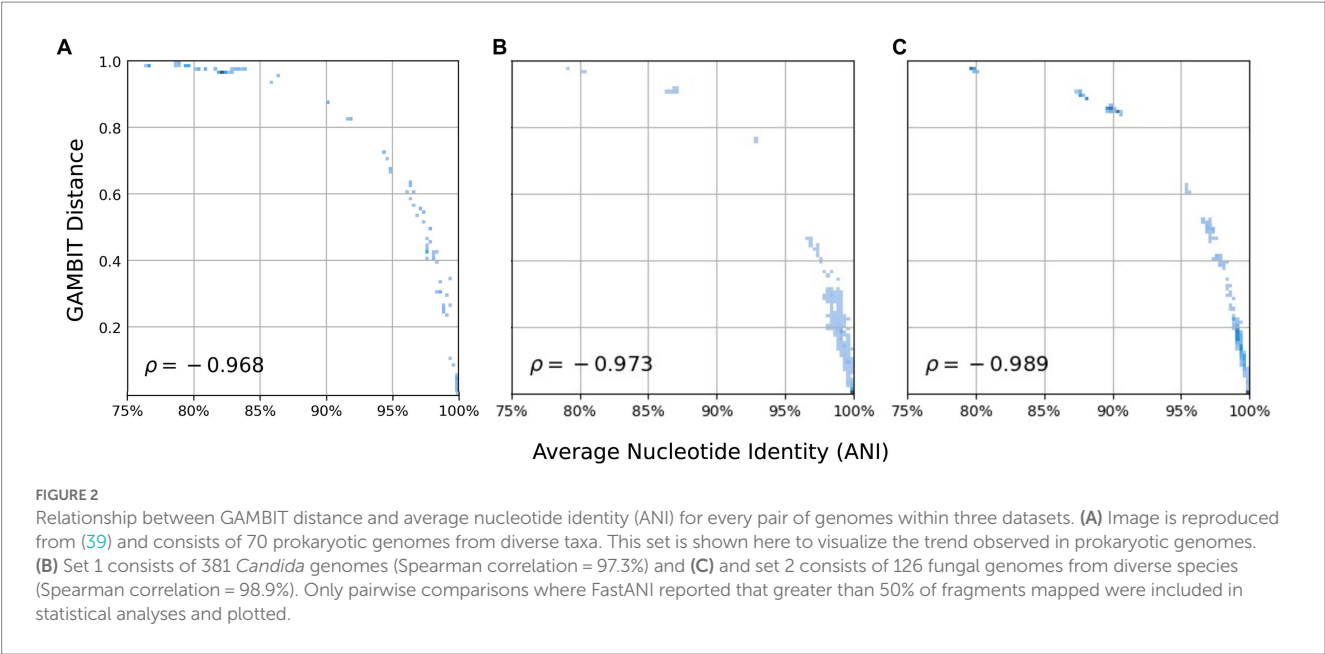 A
B
C
1.0
0.8
0.6
0.4
0.2
GAMBIT Distance
ρ = −0.968
ρ = −0.973
ρ = −0.989
75% 80% 85% 90% 95% 100%
75% 80% 85% 90% 95% 100%
75% 80% 85% 90% 95% 100%
Average Nucleotide Identity (ANI)
FIGURE 2
Relationship between GAMBIT distance and average nucleotide identity (ANI) for every pair of genomes within three datasets. (A) Image is reproduced
from (39) and consists of 70 prokaryotic genomes from diverse taxa. This set is shown here to visualize the trend observed in prokaryotic genomes.
(B) Set 1 consists of 381 Candida genomes (Spearman correlation = 97.3%) and (C) and set 2 consists of 126 fungal genomes from diverse species
(Spearman correlation = 98.9%). Only pairwise comparisons where FastANI reported that greater than 50% of fragments mapped were included in
statistical analyses and plotted.